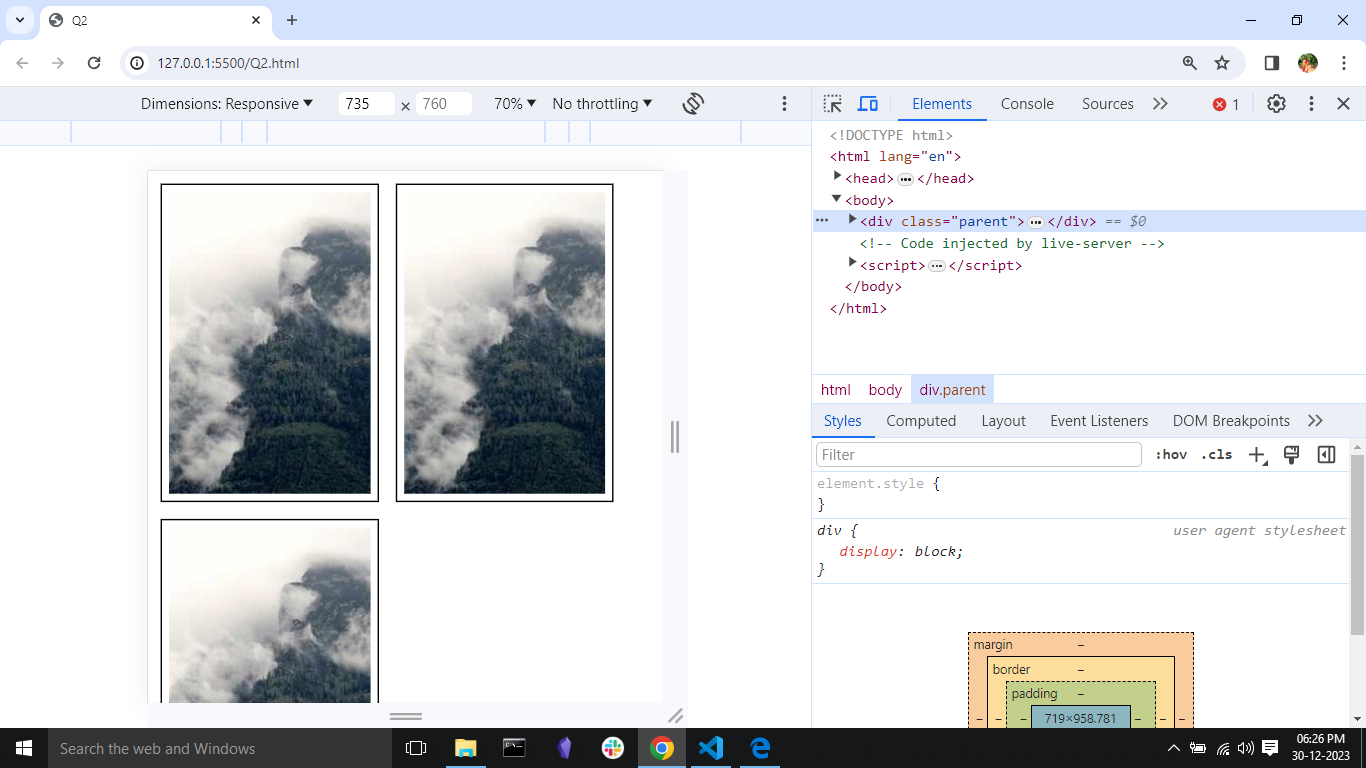 Q2
127.0.0.1:5500/Q2.html
Dimensions: Responsive 735 × 760 70% No throttling
Elements Console Sources 1
<!DOCTYPE html>
<html lang="en">
<head> ••• </head>
<body>
••• <div class="parent"> ••• </div> == $0
<!-- Code injected by live-server -->
<script> ••• </script>
</body>
</html>
html body div.parent
Styles Computed Layout Event Listeners DOM Breakpoints
Filter :hov .cls
element.style {
}
div { user agent stylesheet
display: block;
}
margin –
border –
padding –
– – – 719×958.781 – – –
Search the web and Windows
06:26 PM
30-12-2023